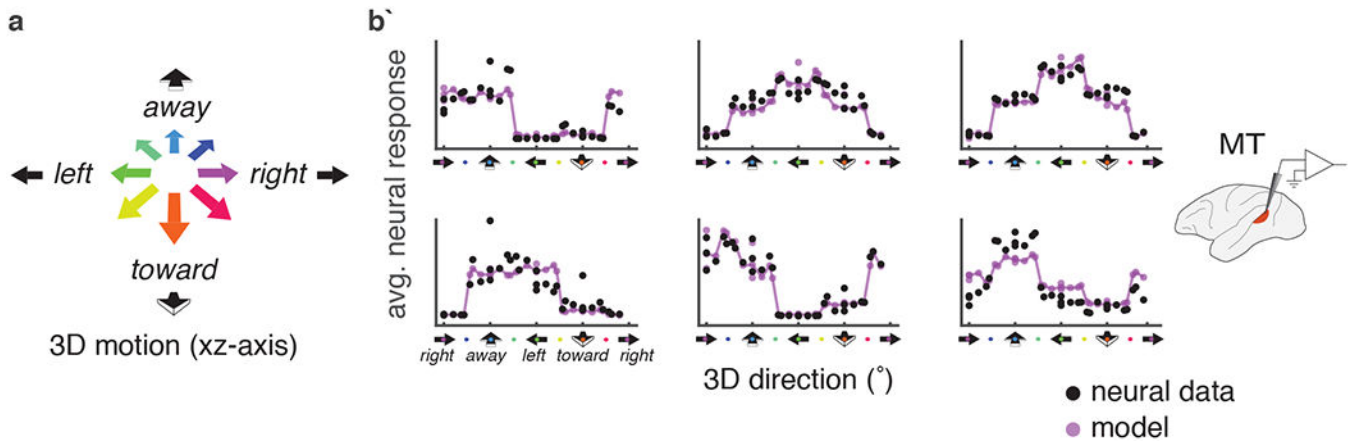 a
away
left
right
toward
3D motion (xz-axis)
b`
avg. neural response
right away left toward right
3D direction (°)
MT
neural data
model